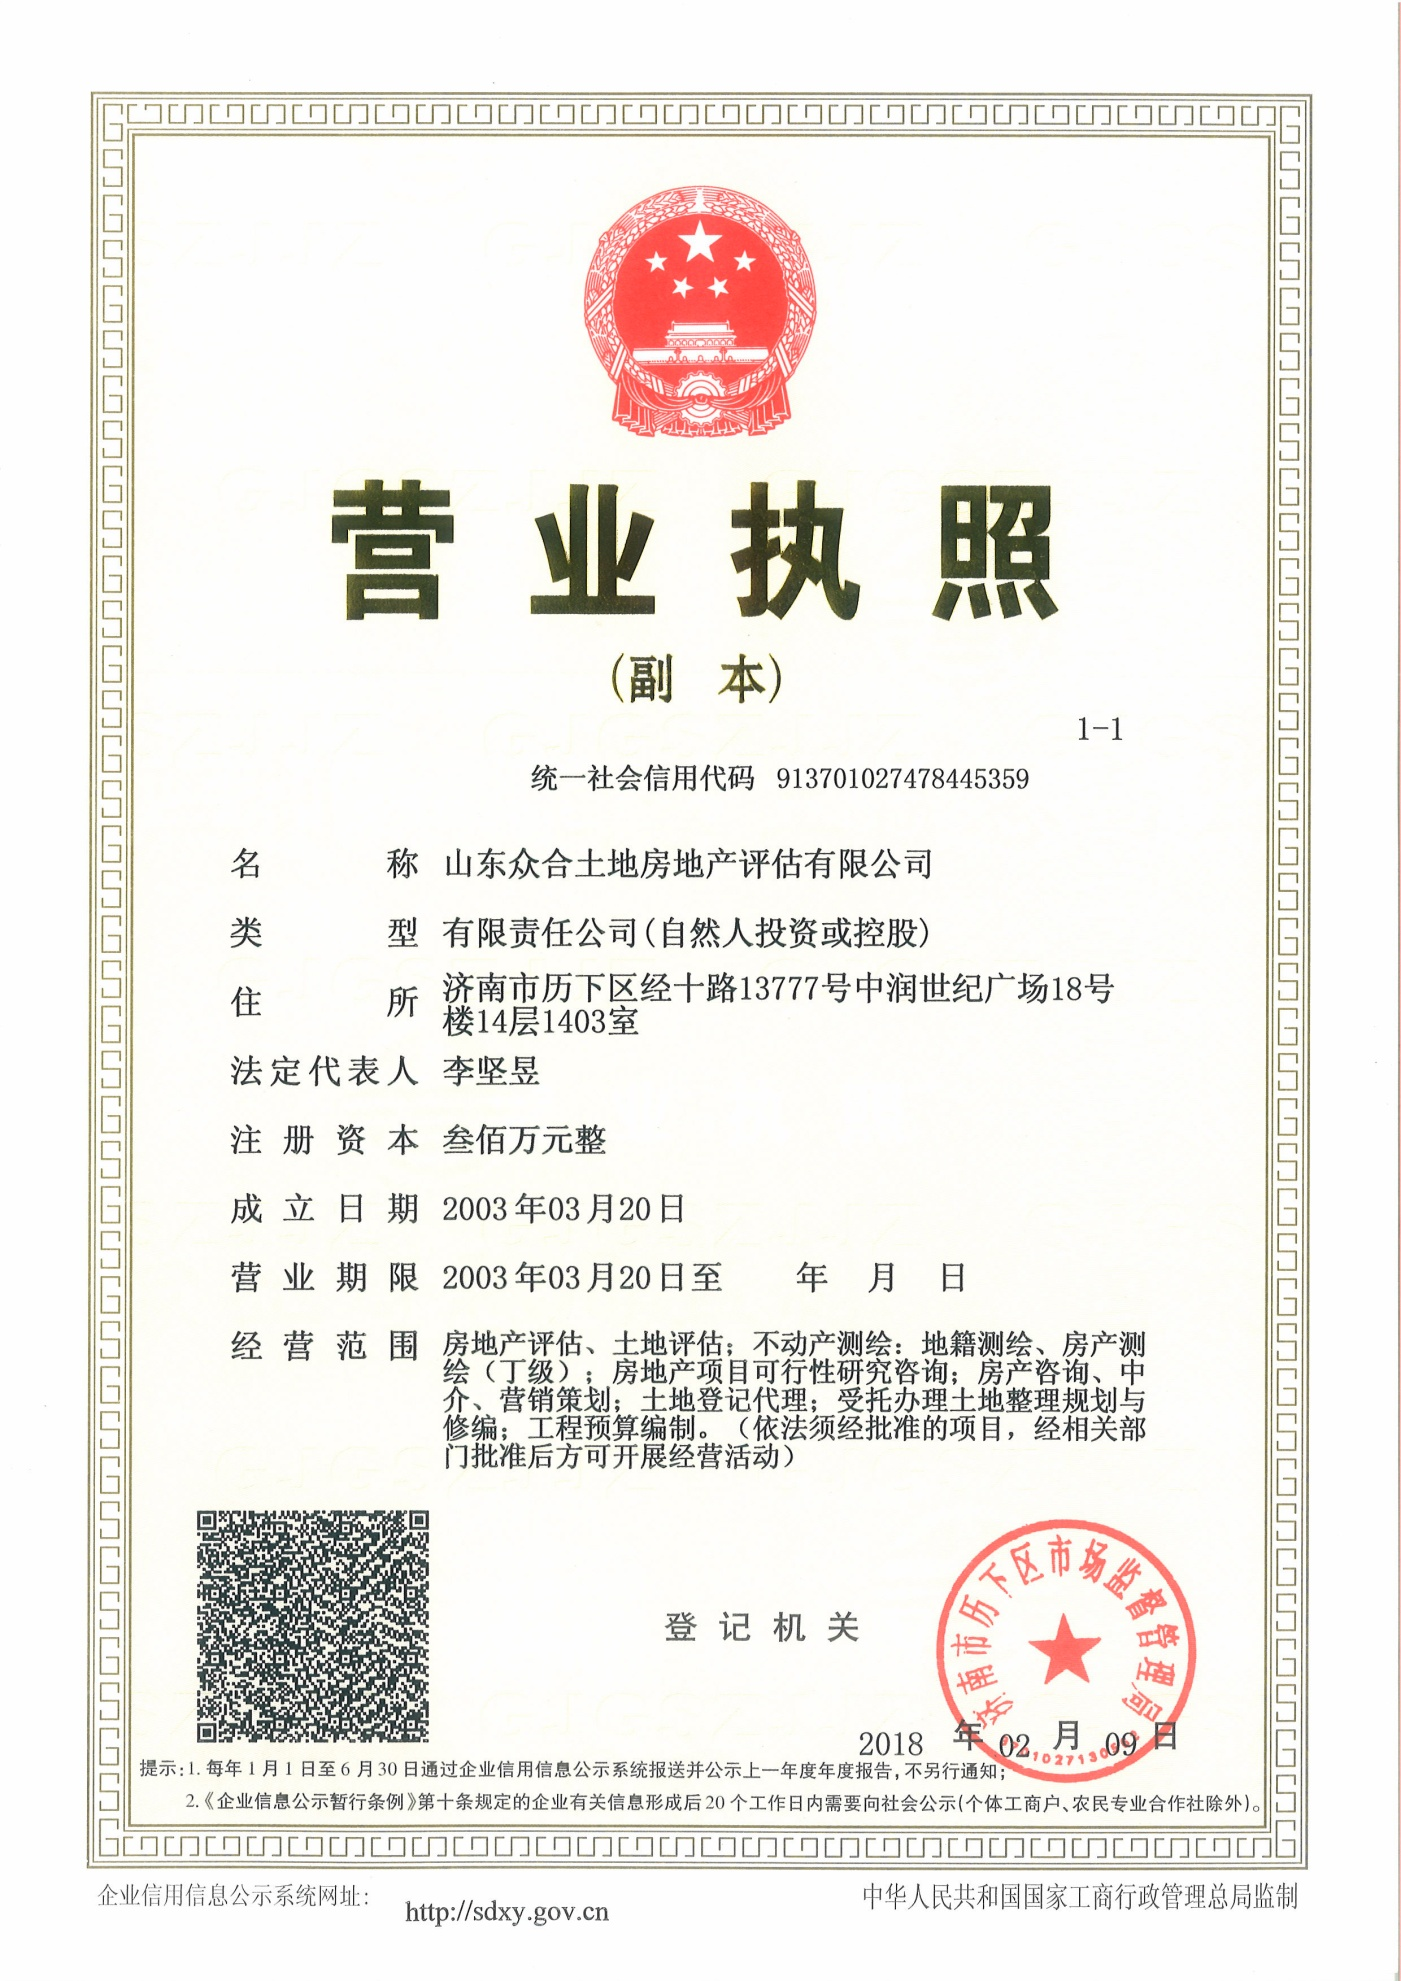 营业执照
(副 本)
1-1
统一社会信用代码 913701027478445359
名称 山东众合土地房地产评估有限公司
类型 有限责任公司(自然人投资或控股)
住所 济南市历下区经十路13777号中润世纪广场18号
楼14层1403室
法定代表人 李坚昱
注册资本 叁佰万元整
成立日期 2003年03月20日
营业期限 2003年03月20日至 年 月 日
经营范围 房地产评估、土地评估；不动产测绘：地籍测绘、房产测
绘（丁级）；房地产项目可行性研究咨询；房产咨询、中
介、营销策划；土地登记代理；受托办理土地整理规划与
修编；工程预算编制。（依法须经批准的项目，经相关部
门批准后方可开展经营活动）
济南市历下区市场监督管理局
登记机关
2018 年 02 月 09 日
提示:1. 每年1月1日至6月30日通过企业信用信息公示系统报送并公示上一年度年度报告,不另行通知;
2.《企业信息公示暂行条例》第十条规定的企业有关信息形成后20个工作日内需要向社会公示(个体工商户、农民专业合作社除外)。
企业信用信息公示系统网址: http://sdxy.gov.cn
中华人民共和国国家工商行政管理总局监制